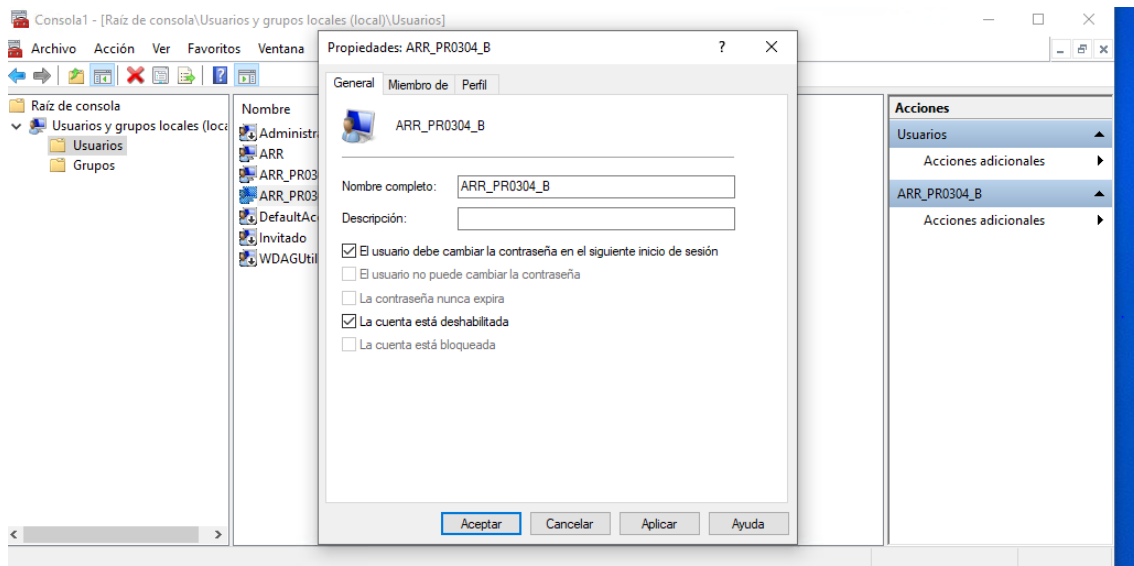 Consola1 - [Raíz de consola\Usuarios y grupos locales (local)\Usuarios]
Archivo Acción Ver Favoritos Ventana
Raíz de consola
Usuarios y grupos locales (loca
Usuarios
Grupos
Nombre
Administr
ARR
ARR_PR03
ARR_PR03
DefaultAc
Invitado
WDAGUtil
Propiedades: ARR_PR0304_B
General Miembro de Perfil
ARR_PR0304_B
Nombre completo: ARR_PR0304_B
Descripción:
El usuario debe cambiar la contraseña en el siguiente inicio de sesión
El usuario no puede cambiar la contraseña
La contraseña nunca expira
La cuenta está deshabilitada
La cuenta está bloqueada
Aceptar Cancelar Aplicar Ayuda
Acciones
Usuarios
Acciones adicionales
ARR_PR0304_B
Acciones adicionales